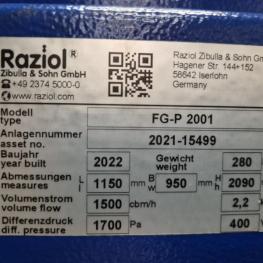 Raziol®
Zibulla & Sohn GmbH
☎+49 2374 5000-0
www.raziol.com
Raziol Zibulla & Sohn Gm
Hagener Str. 144+152
58642 Iserlohn
Germany
Modell
type
FG-P 2001
Anlagennummer
asset no.
2021-15499
Baujahr
year built
2022
Gewicht
weight
280
Abmessungen
measures
L
l
1150 mm
B
w
950 mm
H
h
2090
Volumenstrom
volume flow
1500 cbm/h
2,2
Differenzdruck
diff. pressure
1700 Pa
400